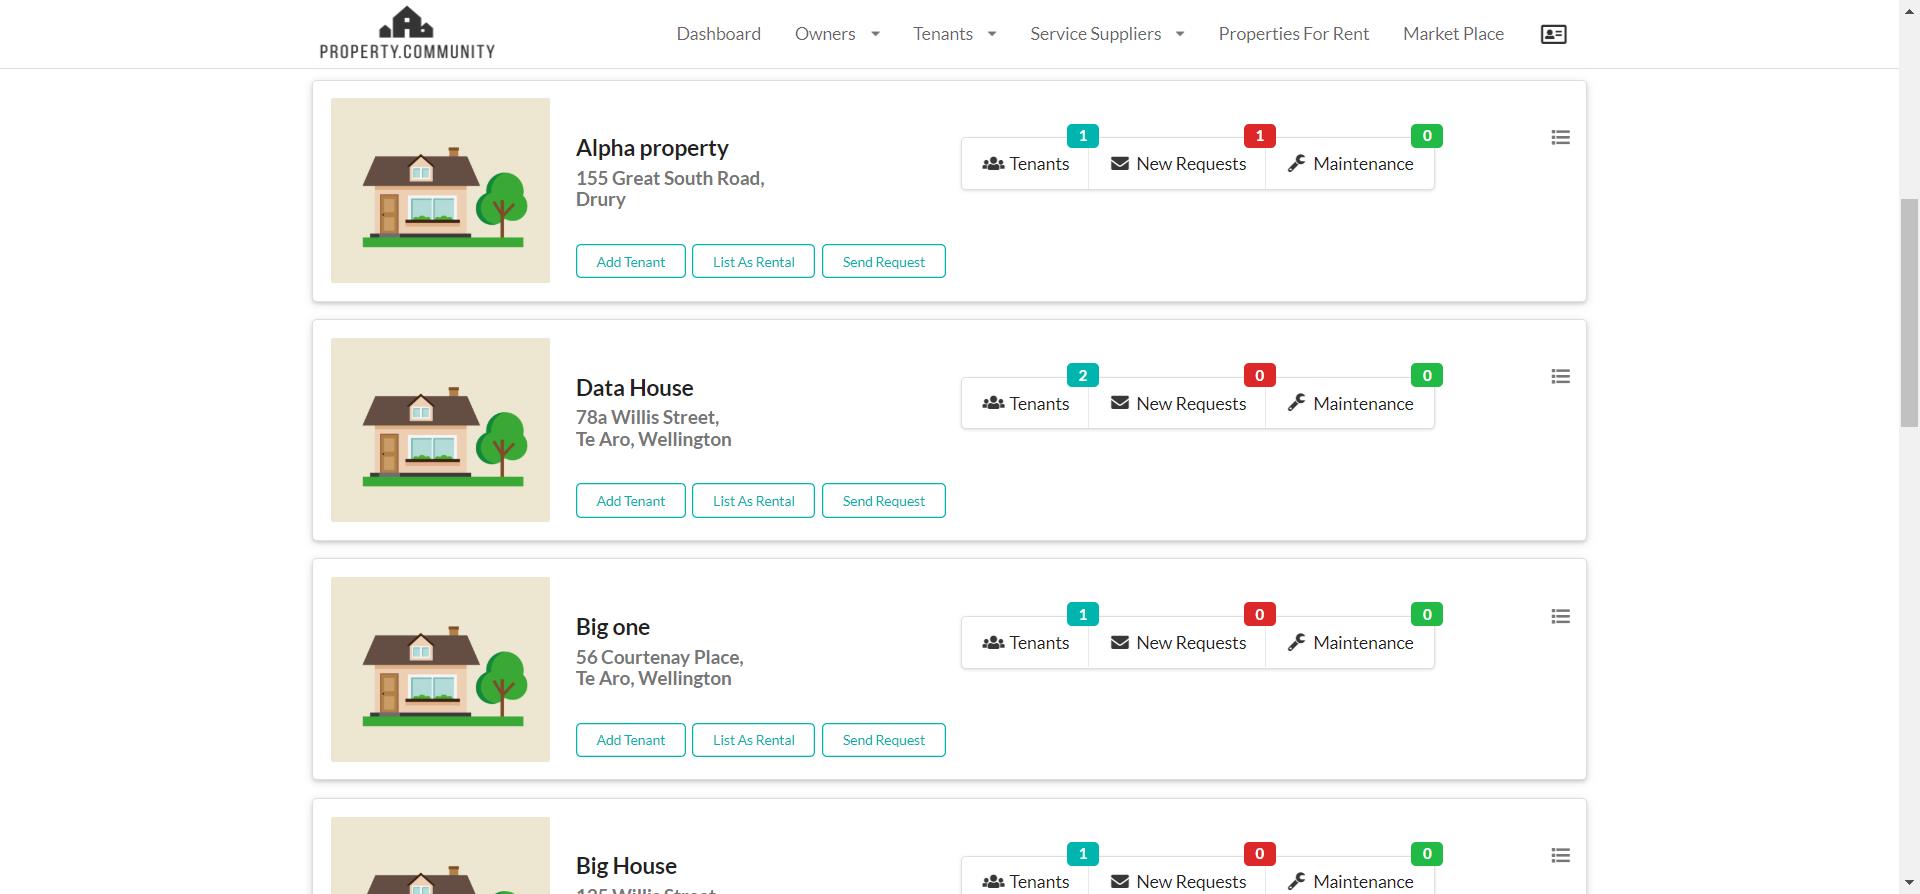 PROPERTY.COMMUNITY
Dashboard Owners Tenants Service Suppliers Properties For Rent Market Place
Alpha property
155 Great South Road,
Drury
1 1 0
Tenants New Requests Maintenance
Add Tenant List As Rental Send Request
Data House
78a Willis Street,
Te Aro, Wellington
2 0 0
Tenants New Requests Maintenance
Add Tenant List As Rental Send Request
Big one
56 Courtenay Place,
Te Aro, Wellington
1 0 0
Tenants New Requests Maintenance
Add Tenant List As Rental Send Request
Big House
1 0 0
Tenants New Requests Maintenance